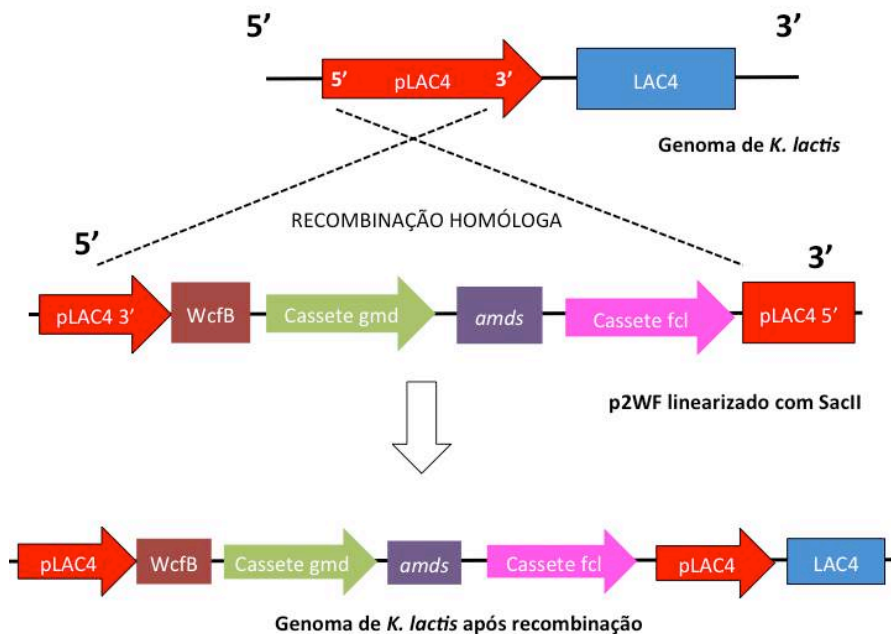 5’ 3’
5’ pLAC4 3’ LAC4
Genoma de K. lactis
RECOMBINAÇÃO HOMÓLOGA
5’ 3’
pLAC4 3’ WcfB Cassete gmd amds Cassete fcl pLAC4 5’
p2WF linearizado com SacII
pLAC4 WcfB Cassete gmd amds Cassete fcl pLAC4 LAC4
Genoma de K. lactis após recombinação